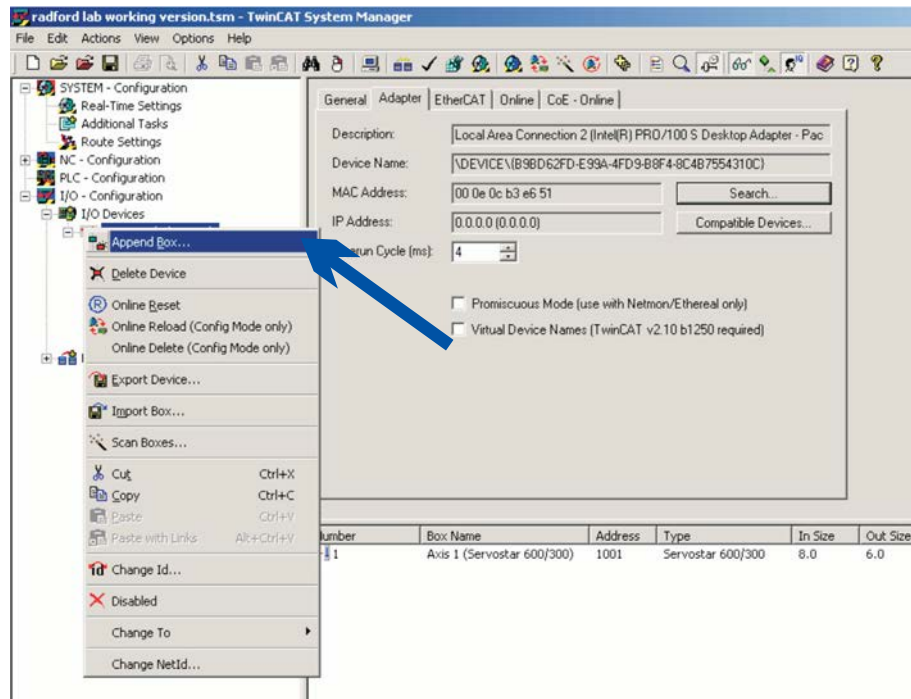 radford lab working version.tsm - TwinCAT System Manager
File Edit Actions View Options Help
SYSTEM - Configuration
Real-Time Settings
Additional Tasks
Route Settings
NC - Configuration
PLC - Configuration
I/O - Configuration
I/O Devices
Append Box...
Delete Device
Online Reset
Online Reload (Config Mode only)
Online Delete (Config Mode only)
Export Device...
Import Box...
Scan Boxes...
Cut Ctrl+X
Copy Ctrl+C
Paste Ctrl+V
Paste with Links Alt+Ctrl+V
Change Id...
Disabled
Change To
Change NetId...
General Adapter EtherCAT Online CoE - Online
Description: Local Area Connection 2 (Intel(R) PRO/100 S Desktop Adapter - Pac
Device Name: \DEVICE\{B9BD62FD-E99A-4FD9-B8F4-8C4B7554310C}
MAC Address: 00 0e 0c b3 e6 51 Search...
IP Address: 0.0.0.0 (0.0.0.0) Compatible Devices...
Cycle (ms): 4
Promiscuous Mode (use with Netmon/Ethereal only)
Virtual Device Names (TwinCAT v2.10 b1250 required)
umber Box Name Address Type In Size Out Size
1 Axis 1 (Servostar 600/300) 1001 Servostar 600/300 8.0 6.0